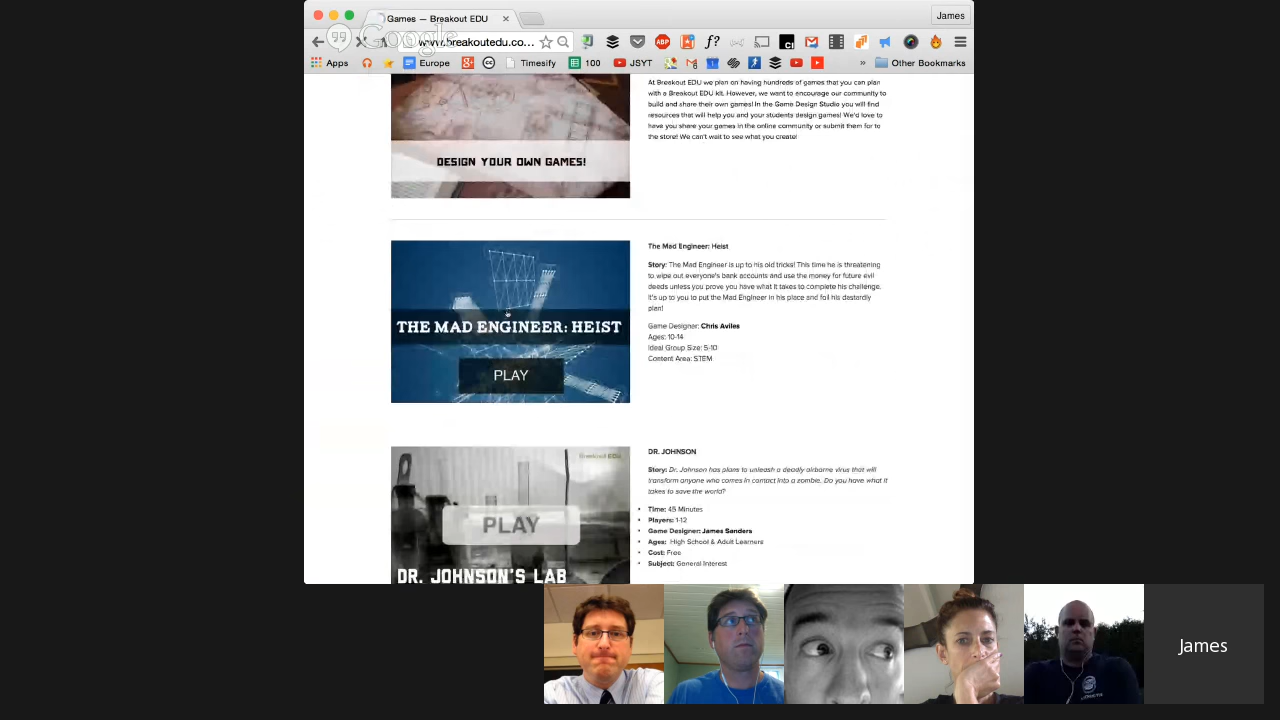 Games — Breakout EDU
James
Google
www.breakoutedu.co...
Apps
Europe
Timesify
100
JSYT
»
Other Bookmarks
At Breakout EDU we plan on having hundreds of games that you can plan
with a Breakout EDU kit. However, we want to encourage our community to
build and share their own games! In the Game Design Studio you will find
resources that will help you and your students design games! We'd love to
have you share your games in the online community or submit them for to
the store! We can't wait to see what you create!
DESIGN YOUR OWN GAMES!
The Mad Engineer: Heist
Story: The Mad Engineer is up to his old tricks! This time he is threatening
to wipe out everyone's bank accounts and use the money for future evil
deeds unless you prove you have what it takes to complete his challenge.
It's up to you to put the Mad Engineer in his place and foil his dastardly
plan!
Game Designer: Chris Aviles
Ages: 10-14
Ideal Group Size: 5-10
Content Area: STEM
THE MAD ENGINEER: HEIST
PLAY
DR. JOHNSON
Story: Dr. Johnson has plans to unleash a deadly airborne virus that will
transform anyone who comes in contact into a zombie. Do you have what it
takes to save the world?
• Time: 45 Minutes
• Players: 1-12
• Game Designer: James Sanders
• Ages: High School & Adult Learners
• Cost: Free
• Subject: General Interest
Breakout EDU
PLAY
DR. JOHNSON'S LAB
James